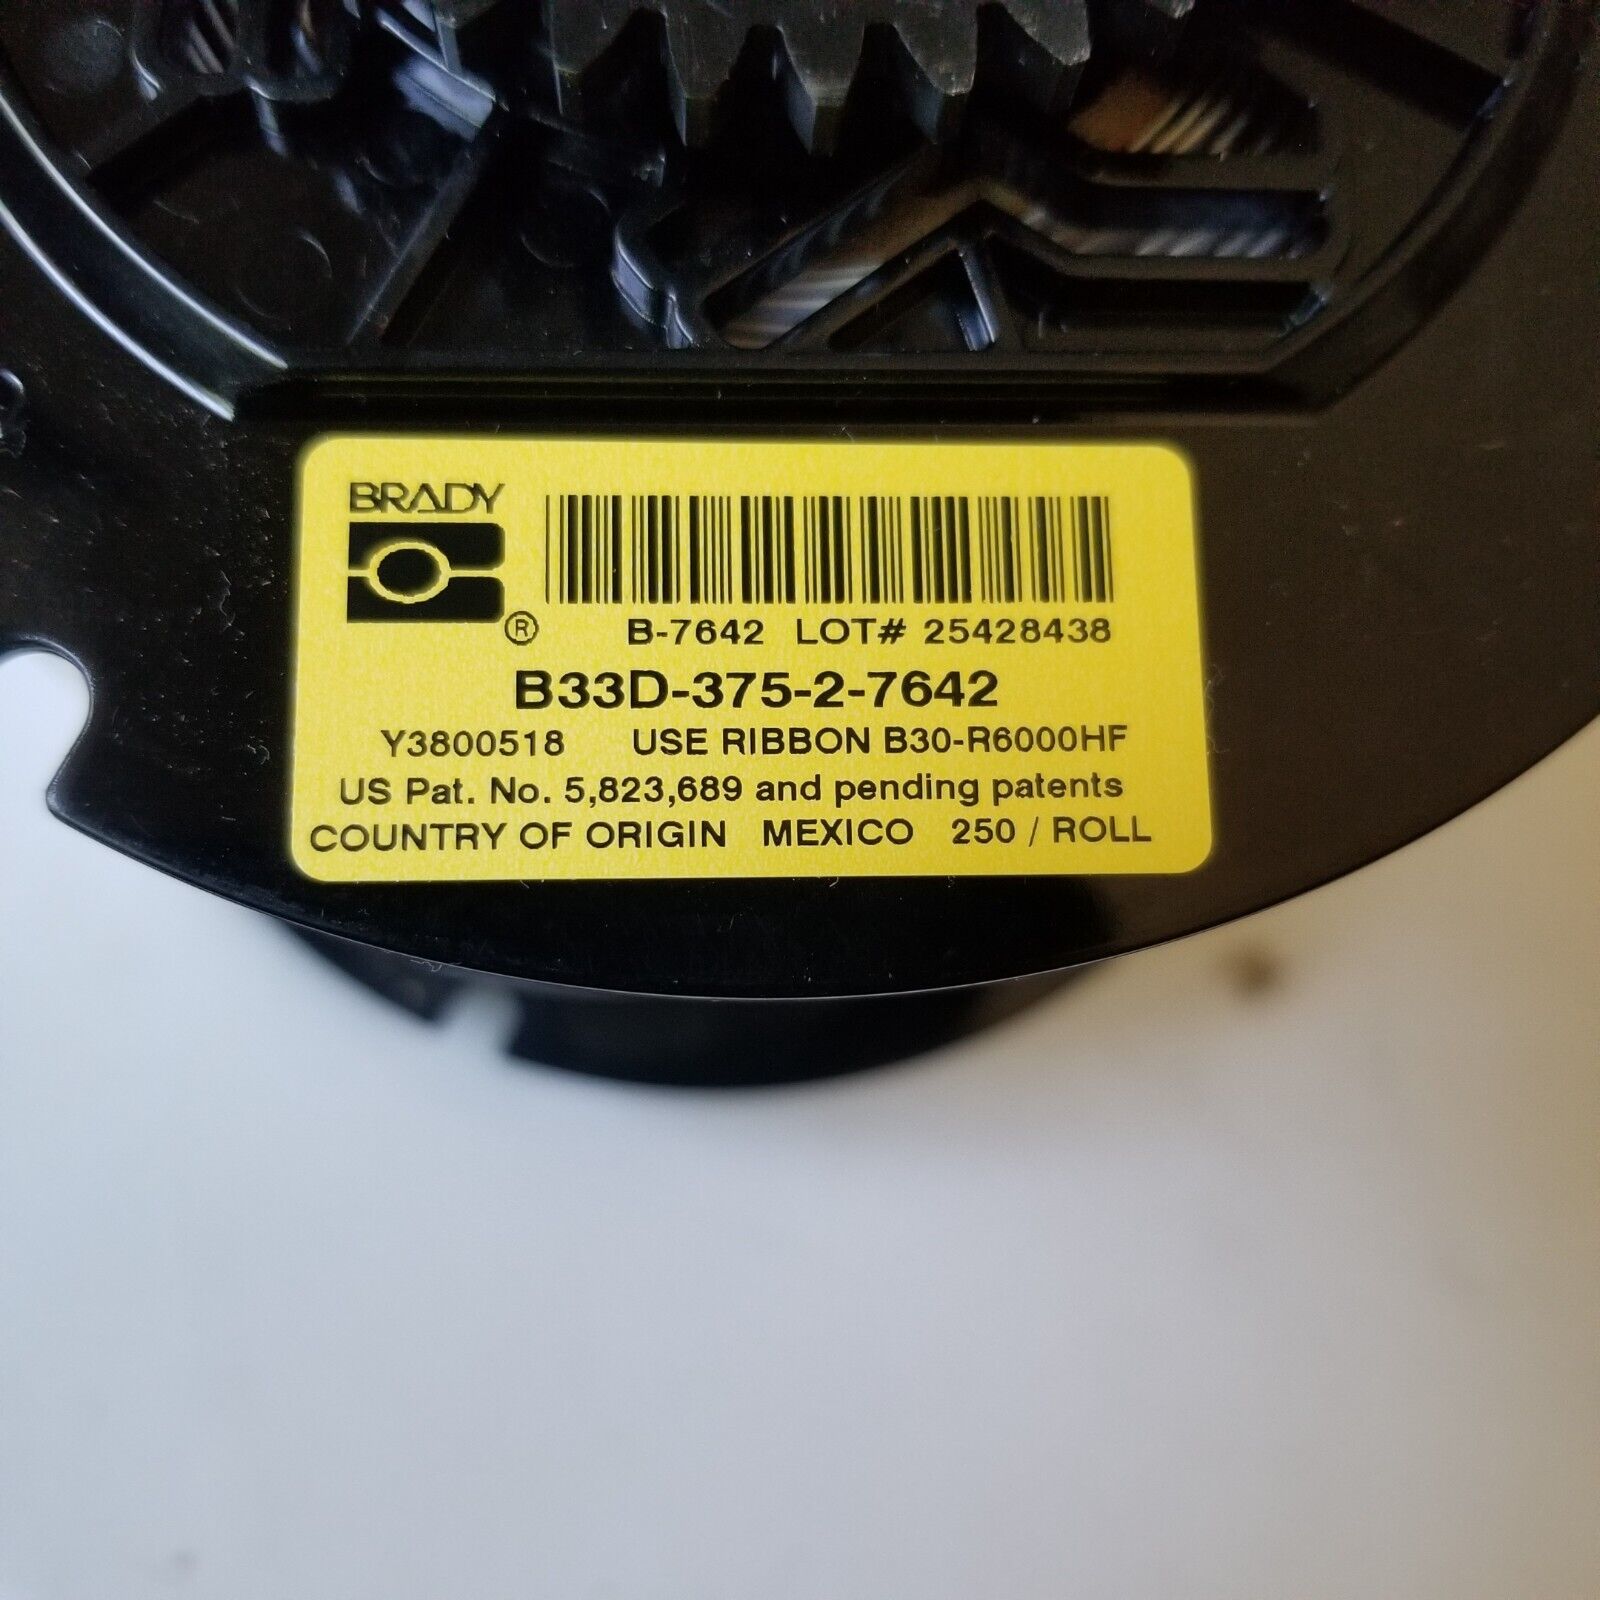 BRADY
®
B-7642 LOT# 25428438
B33D-375-2-7642
Y3800518 USE RIBBON B30-R6000HF
US Pat. No. 5,823,689 and pending patents
COUNTRY OF ORIGIN MEXICO 250 / ROLL